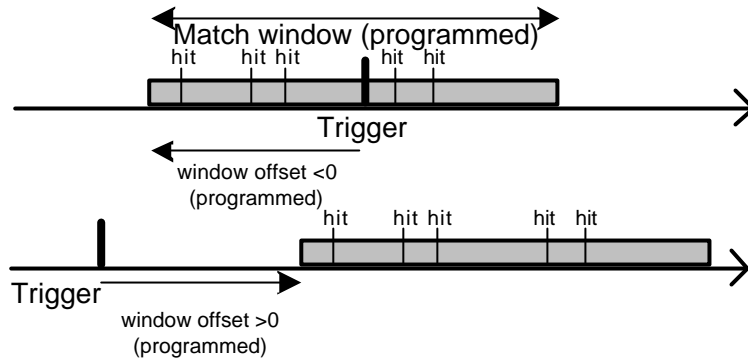 Match window (programmed)
hit hit hit hit hit
Trigger
window offset <0
(programmed)
hit hit hit hit hit
Trigger
window offset >0
(programmed)